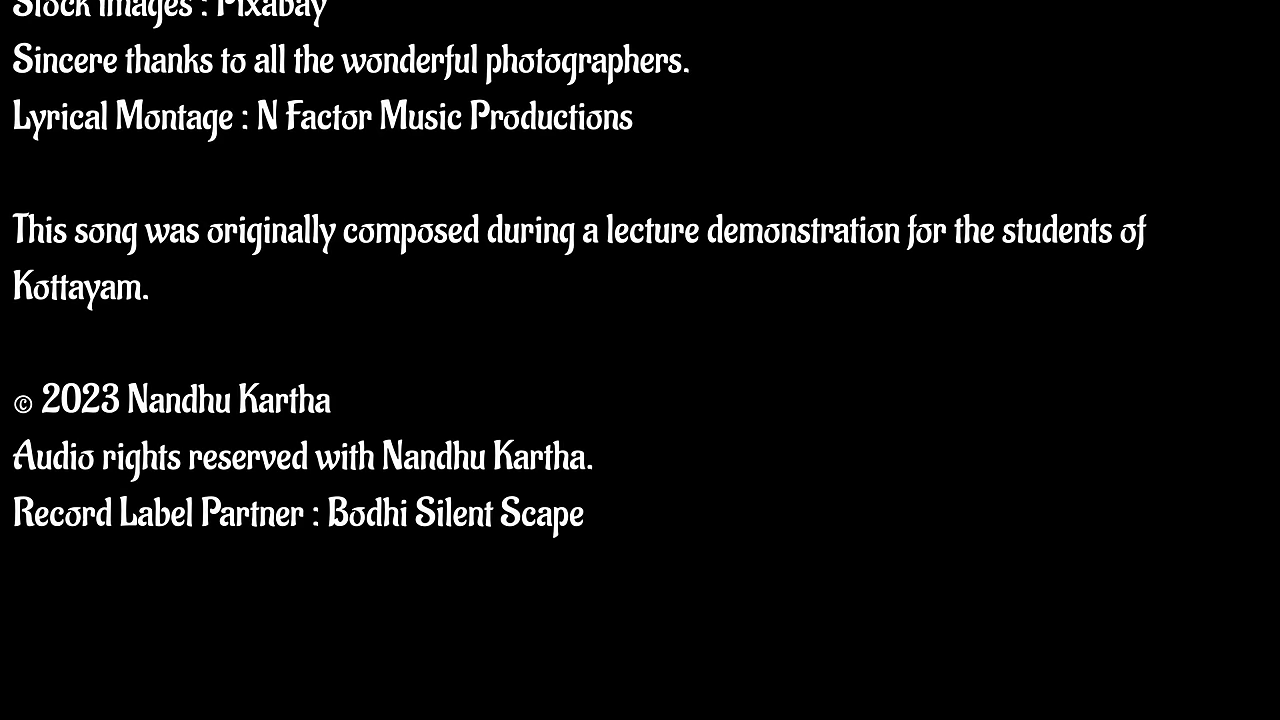 Stock images : Pixabay
Sincere thanks to all the wonderful photographers.
Lyrical Montage : N Factor Music Productions
This song was originally composed during a lecture demonstration for the students of
Kottayam.
© 2023 Nandhu Kartha
Audio rights reserved with Nandhu Kartha.
Record Label Partner : Bodhi Silent Scape